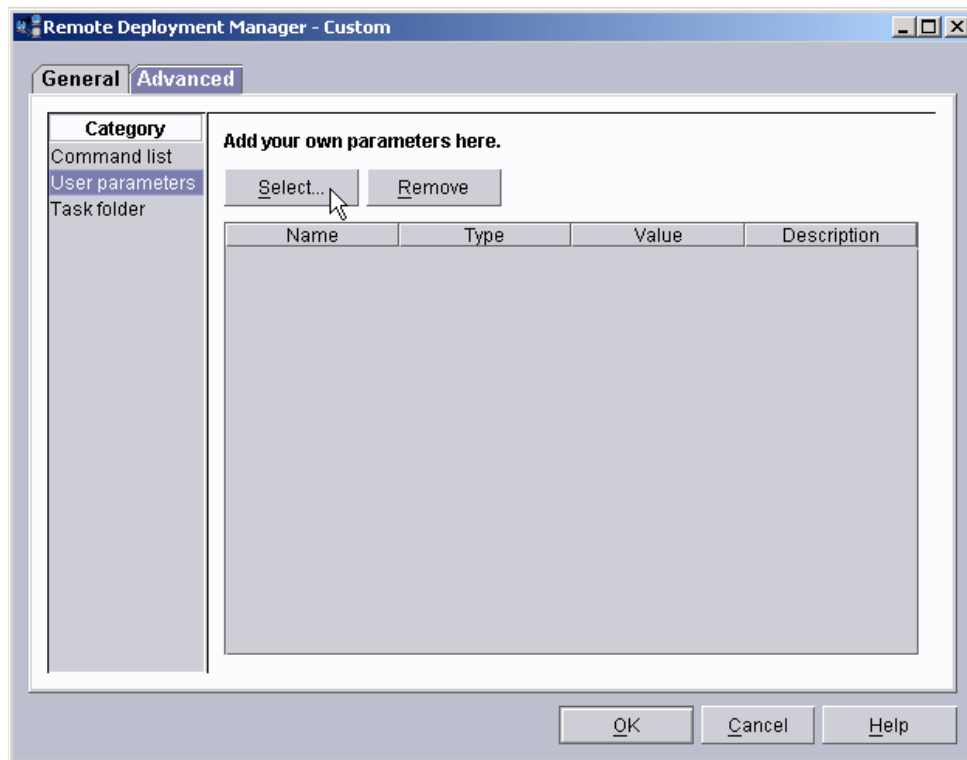 Remote Deployment Manager - Custom
General Advanced
Category
Command list
User parameters
Task folder
Add your own parameters here.
Select... Remove
Name Type Value Description
OK Cancel Help